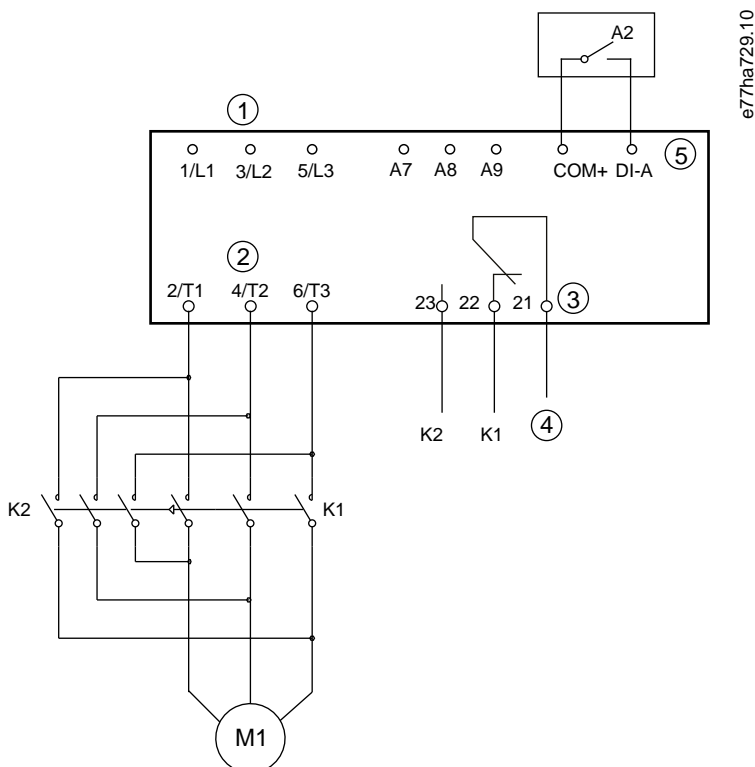 A2
e77ha729.10
1
1/L1 3/L2 5/L3 A7 A8 A9 COM+ DI-A 5
2
2/T1 4/T2 6/T3 23 22 21 3
K2 K1 4
K2 K1
M1